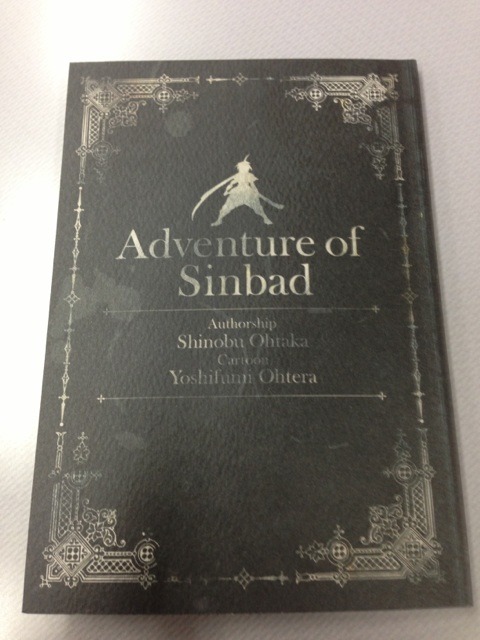 Adventure of
Sinbad
Authorship
Shinobu Ohtaka
Cartoon
Yoshifumi Ohtera